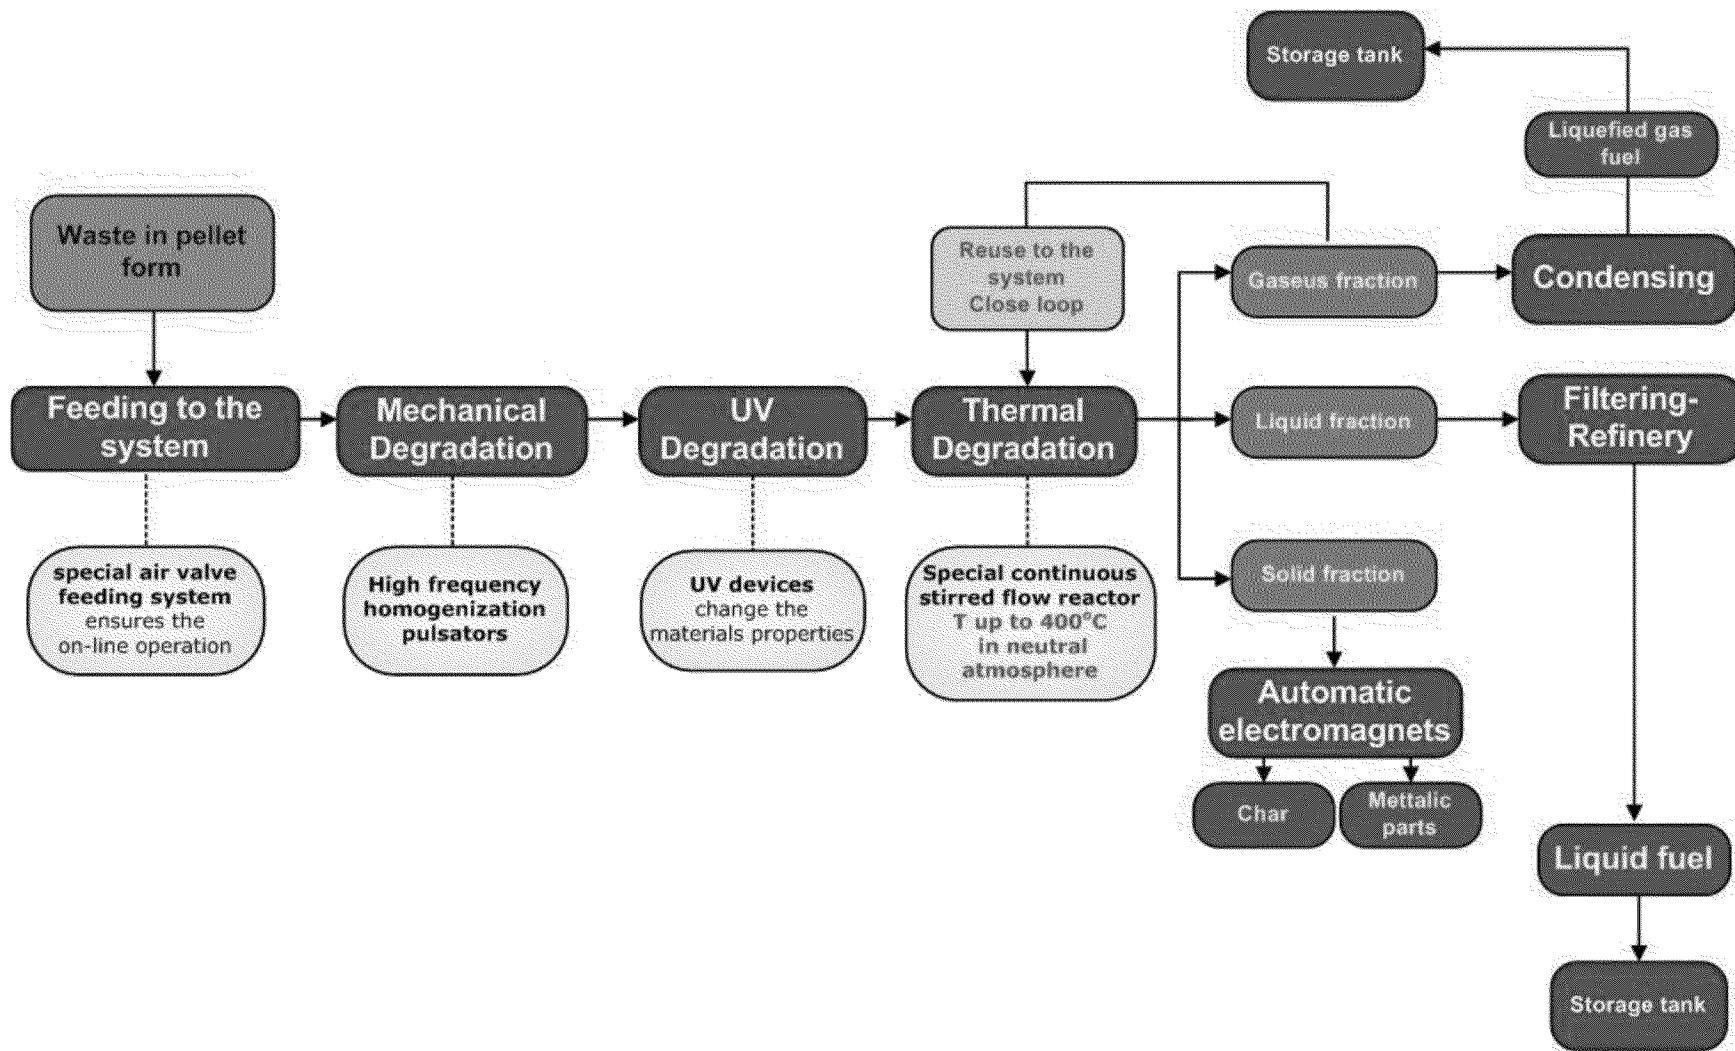 Storage tank
Liquefied gas
fuel
Waste in pellet
form
Reuse to the
system
Close loop
Gaseus fraction
Condensing
Feeding to the
system
Mechanical
Degradation
UV
Degradation
Thermal
Degradation
Liquid fraction
Filtering-
Refinery
special air valve
feeding system
ensures the
on-line operation
High frequency
homogenization
pulsators
UV devices
change the
materials properties
Special continuous
stirred flow reactor
T up to 400°C
in neutral
atmosphere
Solid fraction
Automatic
electromagnets
Char
Mettalic
parts
Liquid fuel
Storage tank